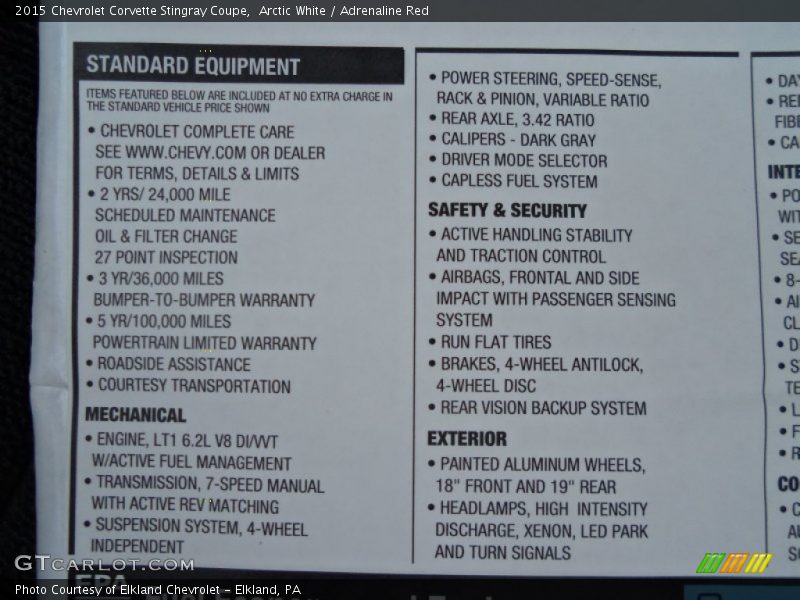 2015 Chevrolet Corvette Stingray Coupe, Arctic White / Adrenaline Red
STANDARD EQUIPMENT
ITEMS FEATURED BELOW ARE INCLUDED AT NO EXTRA CHARGE IN
THE STANDARD VEHICLE PRICE SHOWN
• CHEVROLET COMPLETE CARE
SEE WWW.CHEVY.COM OR DEALER
FOR TERMS, DETAILS & LIMITS
• 2 YRS/ 24,000 MILE
SCHEDULED MAINTENANCE
OIL & FILTER CHANGE
27 POINT INSPECTION
• 3 YR/36,000 MILES
BUMPER-TO-BUMPER WARRANTY
• 5 YR/100,000 MILES
POWERTRAIN LIMITED WARRANTY
• ROADSIDE ASSISTANCE
• COURTESY TRANSPORTATION
MECHANICAL
• ENGINE, LT1 6.2L V8 DI/VVT
W/ACTIVE FUEL MANAGEMENT
• TRANSMISSION, 7-SPEED MANUAL
WITH ACTIVE REV MATCHING
• SUSPENSION SYSTEM, 4-WHEEL
INDEPENDENT
• POWER STEERING, SPEED-SENSE,
RACK & PINION, VARIABLE RATIO
• REAR AXLE, 3.42 RATIO
• CALIPERS - DARK GRAY
• DRIVER MODE SELECTOR
• CAPLESS FUEL SYSTEM
SAFETY & SECURITY
• ACTIVE HANDLING STABILITY
AND TRACTION CONTROL
• AIRBAGS, FRONTAL AND SIDE
IMPACT WITH PASSENGER SENSING
SYSTEM
• RUN FLAT TIRES
• BRAKES, 4-WHEEL ANTILOCK,
4-WHEEL DISC
• REAR VISION BACKUP SYSTEM
EXTERIOR
• PAINTED ALUMINUM WHEELS,
18" FRONT AND 19" REAR
• HEADLAMPS, HIGH INTENSITY
DISCHARGE, XENON, LED PARK
AND TURN SIGNALS
GTCarLot.com
EPA
Photo Courtesy of Elkland Chevrolet – Elkland, PA